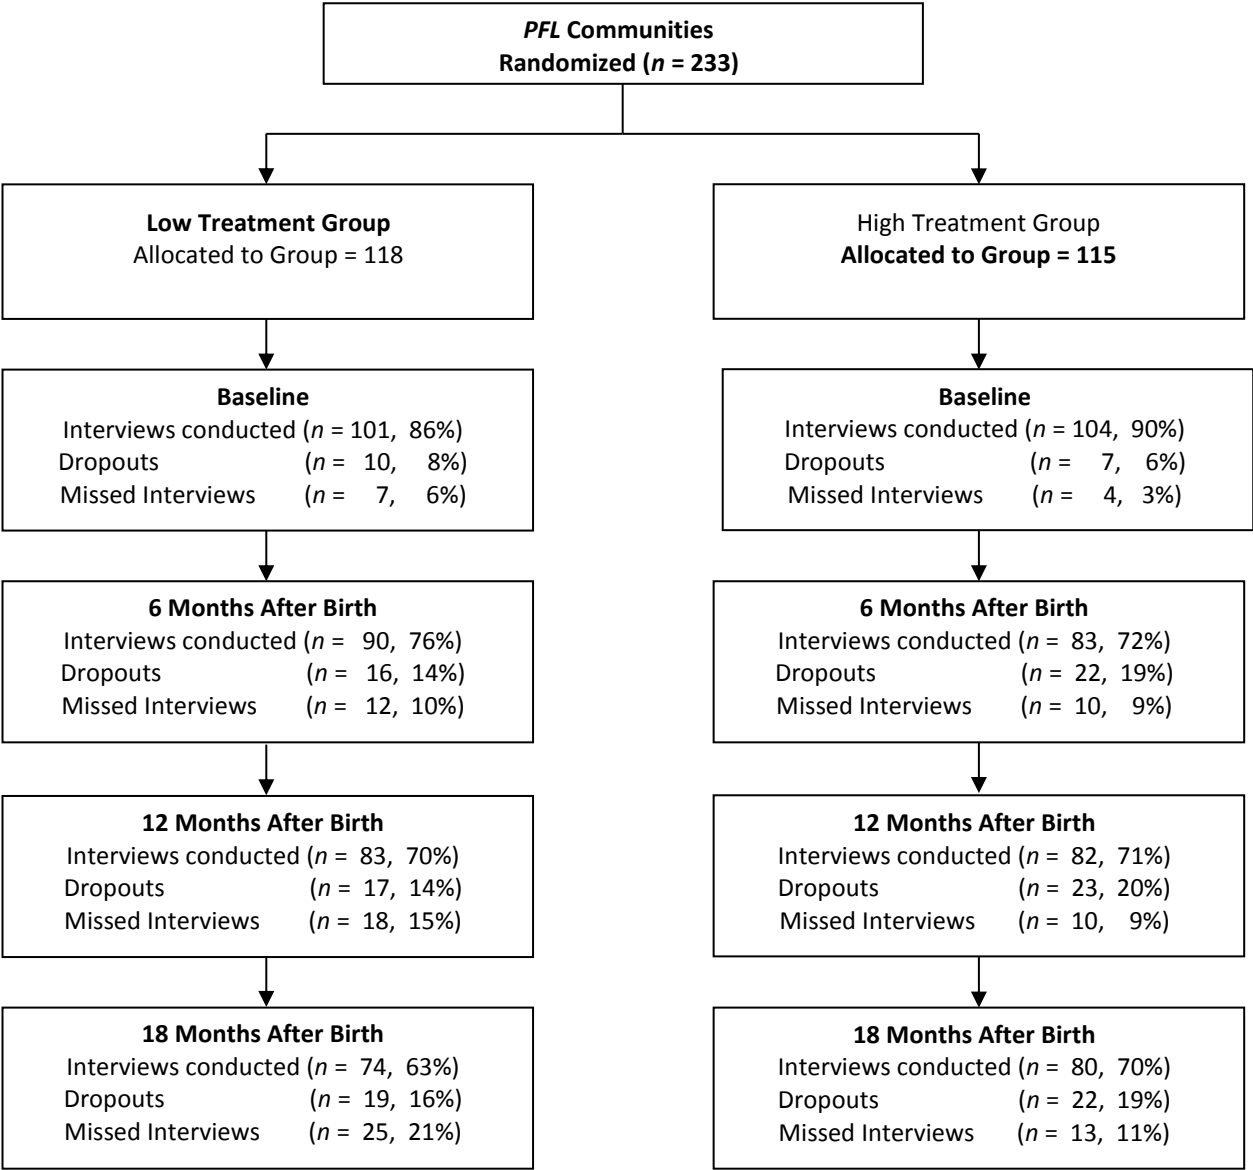 PFL Communities
Randomized (n = 233)
Low Treatment Group
Allocated to Group = 118
High Treatment Group
Allocated to Group = 115
Baseline
Interviews conducted (n = 101, 86%)
Dropouts (n = 10, 8%)
Missed Interviews (n = 7, 6%)
Baseline
Interviews conducted (n = 104, 90%)
Dropouts (n = 7, 6%)
Missed Interviews (n = 4, 3%)
6 Months After Birth
Interviews conducted (n = 90, 76%)
Dropouts (n = 16, 14%)
Missed Interviews (n = 12, 10%)
6 Months After Birth
Interviews conducted (n = 83, 72%)
Dropouts (n = 22, 19%)
Missed Interviews (n = 10, 9%)
12 Months After Birth
Interviews conducted (n = 83, 70%)
Dropouts (n = 17, 14%)
Missed Interviews (n = 18, 15%)
12 Months After Birth
Interviews conducted (n = 82, 71%)
Dropouts (n = 23, 20%)
Missed Interviews (n = 10, 9%)
18 Months After Birth
Interviews conducted (n = 74, 63%)
Dropouts (n = 19, 16%)
Missed Interviews (n = 25, 21%)
18 Months After Birth
Interviews conducted (n = 80, 70%)
Dropouts (n = 22, 19%)
Missed Interviews (n = 13, 11%)